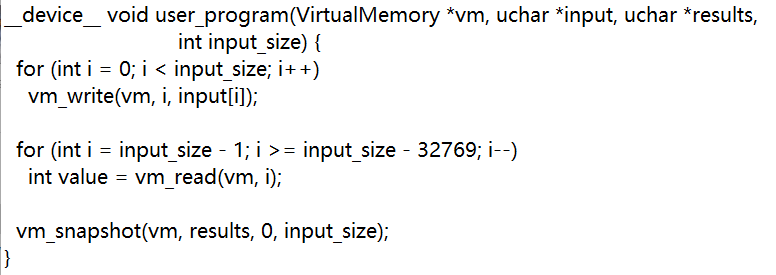 __device__ void user_program(VirtualMemory *vm, uchar *input, uchar *results,
int input_size) {
for (int i = 0; i < input_size; i++)
vm_write(vm, i, input[i]);
for (int i = input_size - 1; i >= input_size - 32769; i--)
int value = vm_read(vm, i);
vm_snapshot(vm, results, 0, input_size);
}